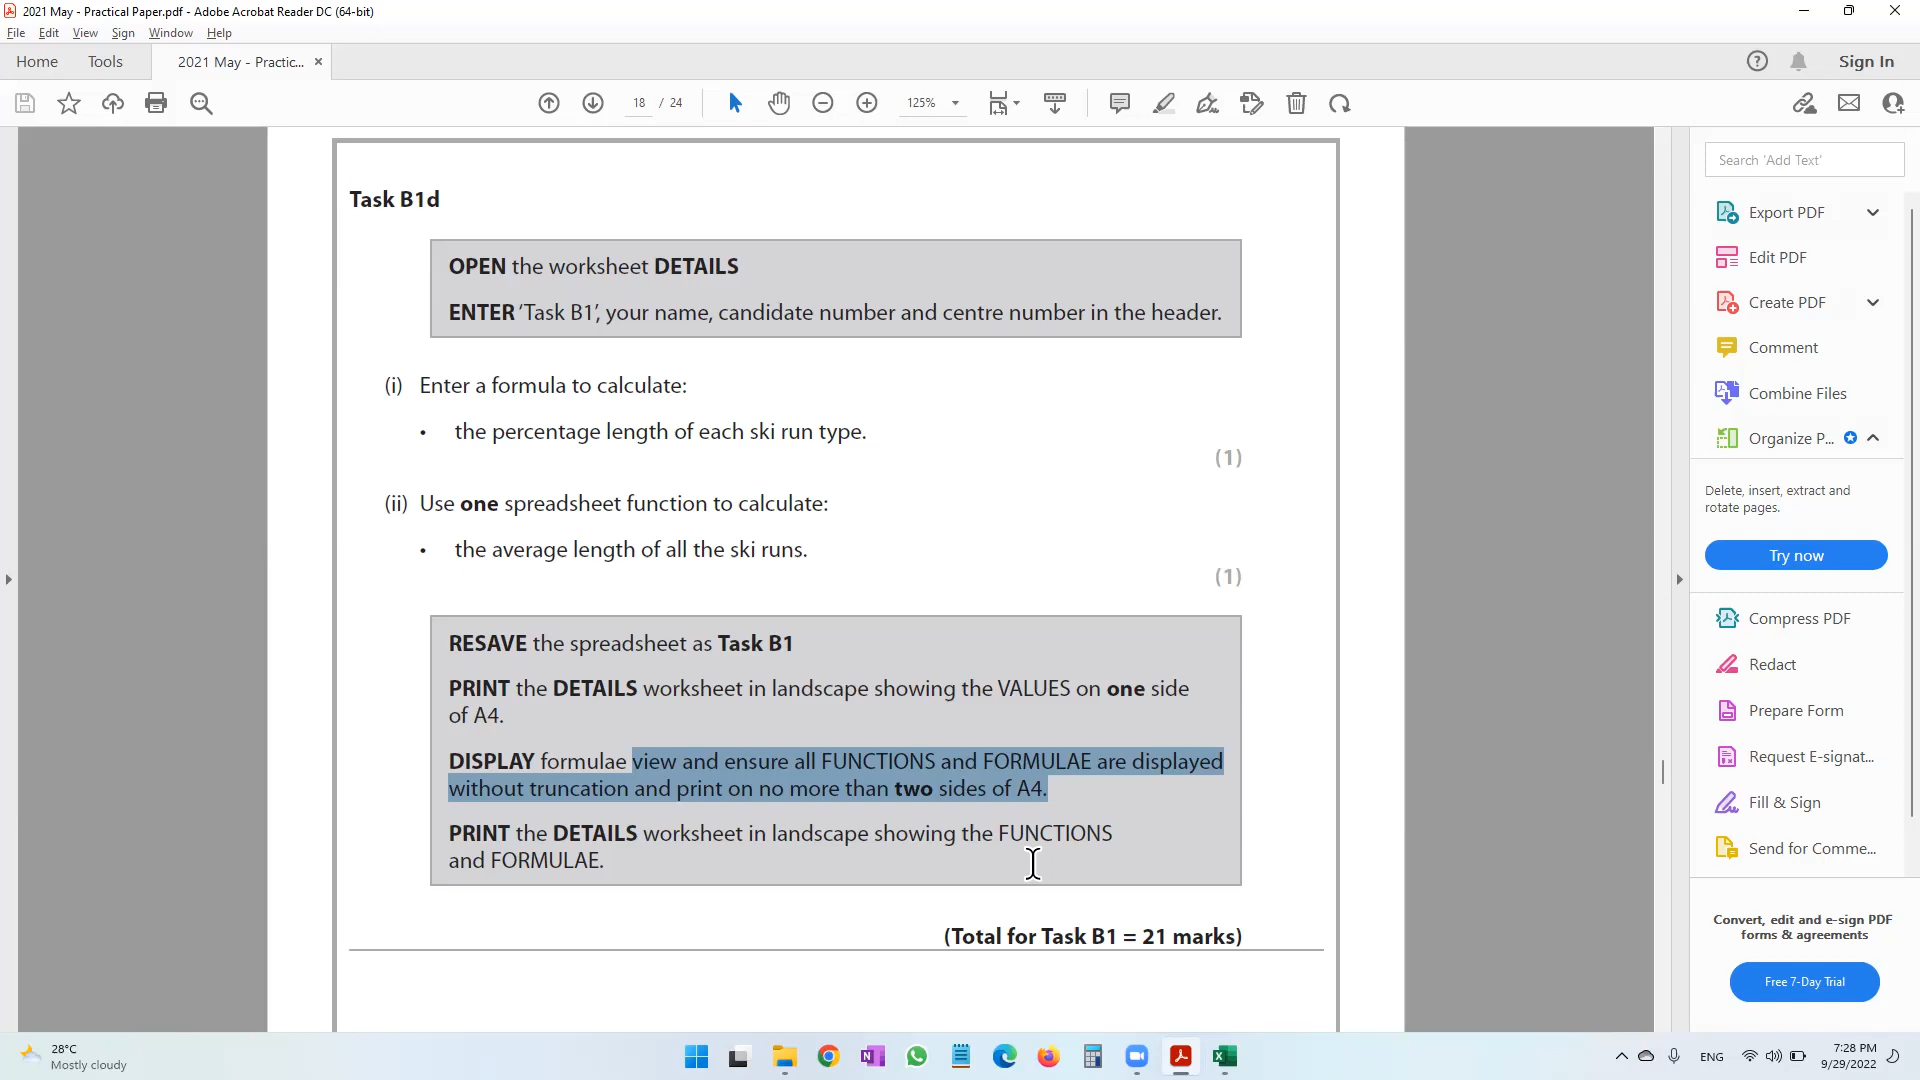 2021 May - Practical Paper.pdf - Adobe Acrobat Reader DC (64-bit)
File Edit View Sign Window Help
Home Tools 2021 May - Practic... × Sign In
18 / 24 125%
Task B1d
OPEN the worksheet DETAILS
ENTER ‘Task B1’, your name, candidate number and centre number in the header.
(i) Enter a formula to calculate:
• the percentage length of each ski run type.
(1)
(ii) Use one spreadsheet function to calculate:
• the average length of all the ski runs.
(1)
RESAVE the spreadsheet as Task B1
PRINT the DETAILS worksheet in landscape showing the VALUES on one side
of A4.
DISPLAY formulae view and ensure all FUNCTIONS and FORMULAE are displayed
without truncation and print on no more than two sides of A4.
PRINT the DETAILS worksheet in landscape showing the FUNCTIONS
and FORMULAE.
(Total for Task B1 = 21 marks)
Search 'Add Text'
Export PDF
Edit PDF
Create PDF
Comment
Combine Files
Organize P...
Delete, insert, extract and
rotate pages.
Try now
Compress PDF
Redact
Prepare Form
Request E-signat...
Fill & Sign
Send for Comme...
Convert, edit and e-sign PDF
forms & agreements
Free 7-Day Trial
28°C
Mostly cloudy
ENG
7:28 PM
9/29/2022